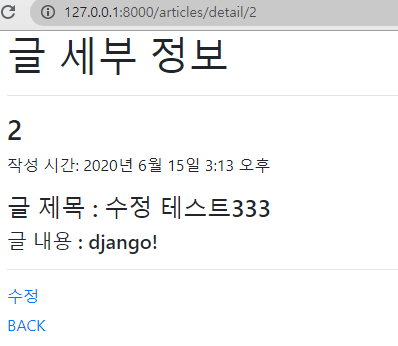 127.0.0.1:8000/articles/detail/2
글 세부 정보
2
작성 시간: 2020년 6월 15일 3:13 오후
글 제목 : 수정 테스트333
글 내용 : django!
수정
BACK